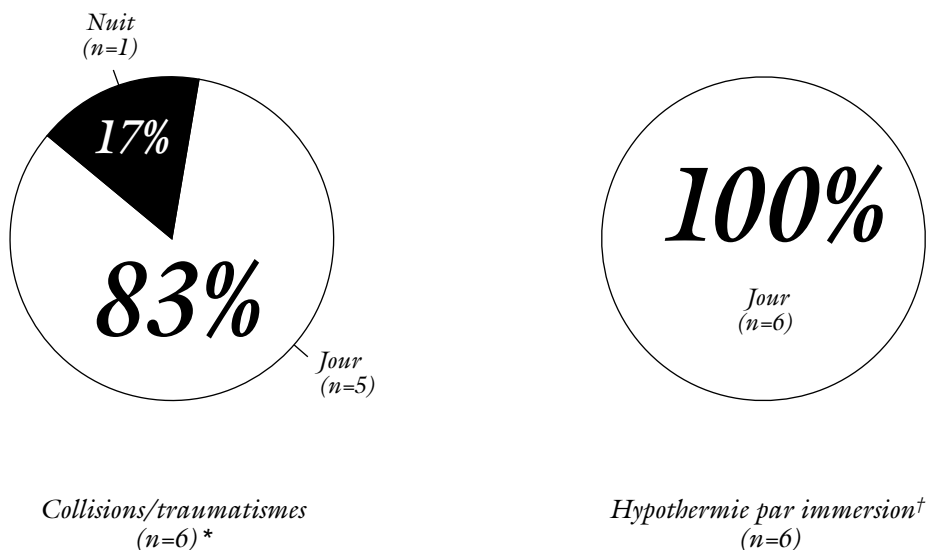 Nuit
(n=1)
17%
83%
Jour
(n=5)
Collisions/traumatismes
(n=6)*
100%
Jour
(n=6)
Hypothermie par immersion†
(n=6)